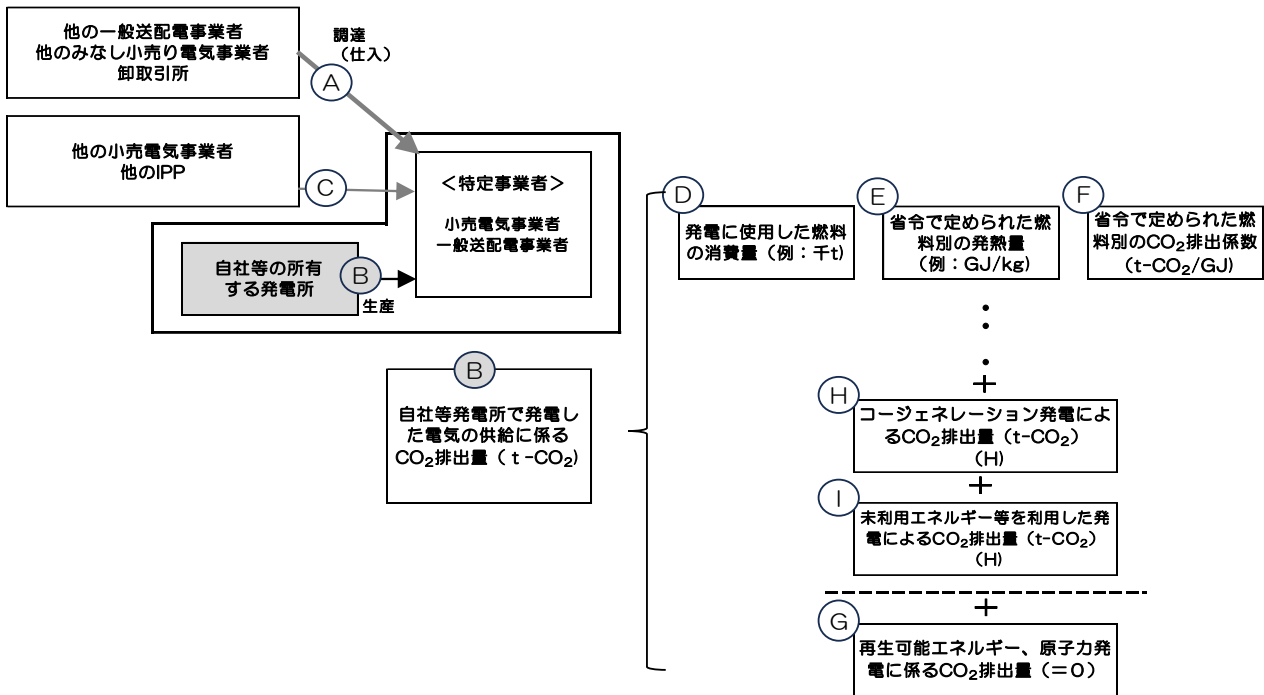 他の一般送配電事業者
他のみなし小売り電気事業者
卸取引所
調達
（仕入）
A
他の小売電気事業者
他のIPP
C
＜特定事業者＞
小売電気事業者
一般送配電事業者
自社等の所有
する発電所
B
生産
B
自社等発電所で発電し
た電気の供給に係る
CO₂排出量（ｔ-CO₂）
D
発電に使用した燃料
の消費量（例：千t）
E
省令で定められた燃
料別の発熱量
（例：GJ/kg）
F
省令で定められた燃
料別のCO₂排出係数
（t-CO₂/GJ）
・
・
・
＋
H
コージェネレーション発電によ
るCO₂排出量（t-CO₂）
（H）
＋
I
未利用エネルギー等を利用した発
電によるCO₂排出量（t-CO₂）
（H）
＋
G
再生可能エネルギー、原子力発
電に係るCO₂排出量（＝０）